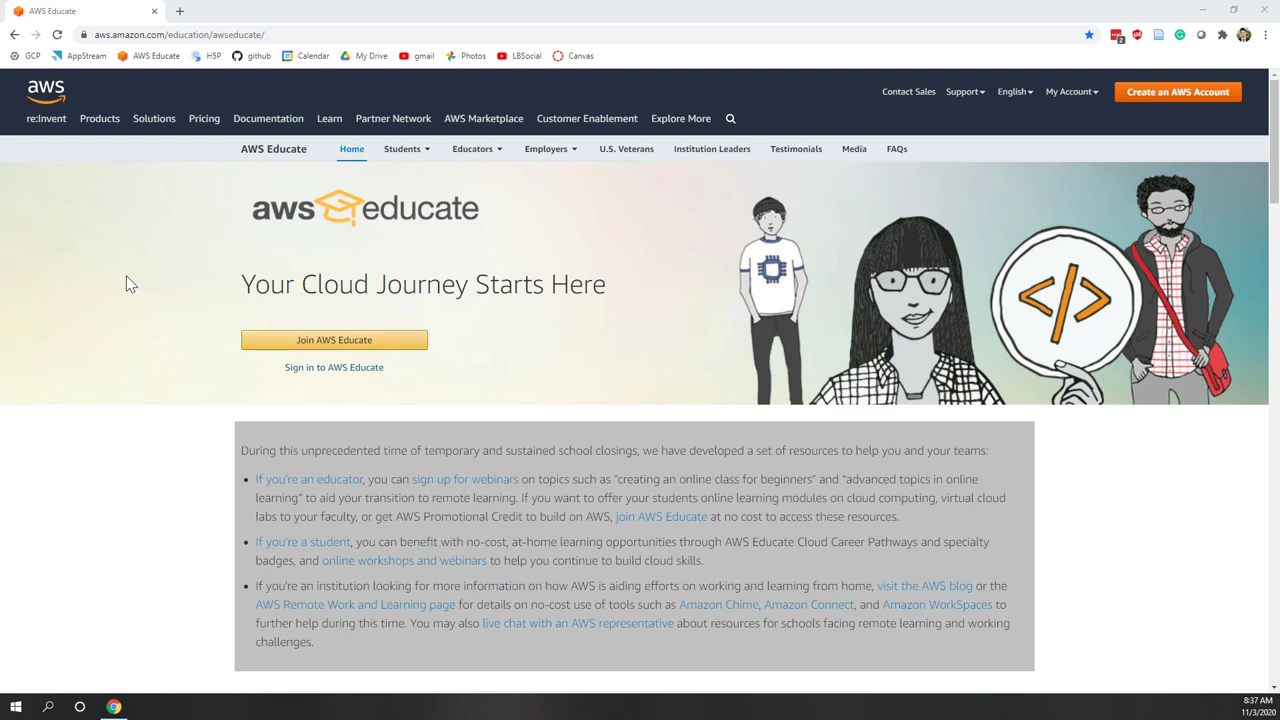 AWS Educate
aws.amazon.com/education/awseducate/
2
GCP AppStream AWS Educate H5P github Calendar My Drive gmail Photos LBSocial Canvas
aws
Contact Sales Support English My Account Create an AWS Account
re:Invent Products Solutions Pricing Documentation Learn Partner Network AWS Marketplace Customer Enablement Explore More
AWS Educate Home Students Educators Employers U.S. Veterans Institution Leaders Testimonials Media FAQs
aws educate
Your Cloud Journey Starts Here
</>
Join AWS Educate
Sign in to AWS Educate
During this unprecedented time of temporary and sustained school closings, we have developed a set of resources to help you and your teams:
• If you're an educator, you can sign up for webinars on topics such as "creating an online class for beginners" and "advanced topics in online
learning" to aid your transition to remote learning. If you want to offer your students online learning modules on cloud computing, virtual cloud
labs to your faculty, or get AWS Promotional Credit to build on AWS, join AWS Educate at no cost to access these resources.
• If you're a student, you can benefit with no-cost, at-home learning opportunities through AWS Educate Cloud Career Pathways and specialty
badges, and online workshops and webinars to help you continue to build cloud skills.
• If you're an institution looking for more information on how AWS is aiding efforts on working and learning from home, visit the AWS blog or the
AWS Remote Work and Learning page for details on no-cost use of tools such as Amazon Chime, Amazon Connect, and Amazon WorkSpaces to
further help during this time. You may also live chat with an AWS representative about resources for schools facing remote learning and working
challenges.
8:37 AM
11/3/2020